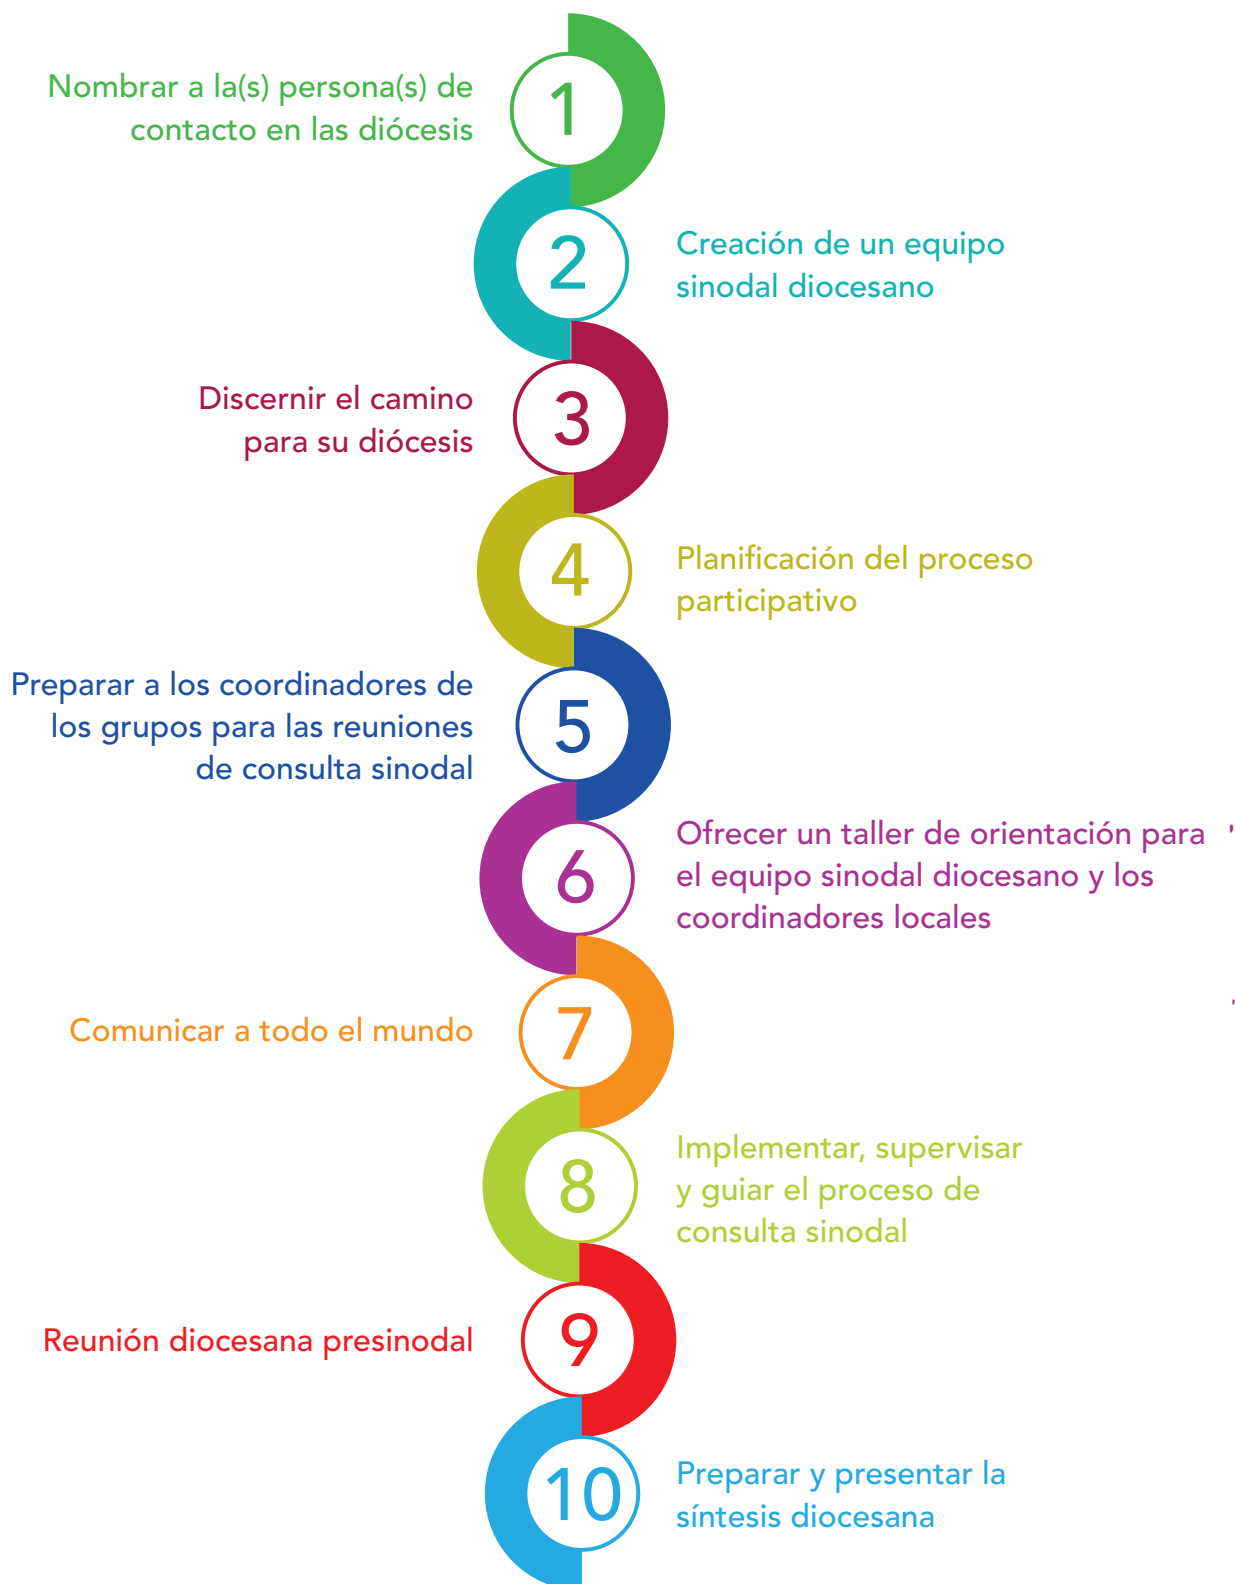 1
Nombrar a la(s) persona(s) de
contacto en las diócesis
2
Creación de un equipo
sinodal diocesano
3
Discernir el camino
para su diócesis
4
Planificación del proceso
participativo
5
Preparar a los coordinadores de
los grupos para las reuniones
de consulta sinodal
6
Ofrecer un taller de orientación para
el equipo sinodal diocesano y los
coordinadores locales
7
Comunicar a todo el mundo
8
Implementar, supervisar
y guiar el proceso de
consulta sinodal
9
Reunión diocesana presinodal
10
Preparar y presentar la
síntesis diocesana